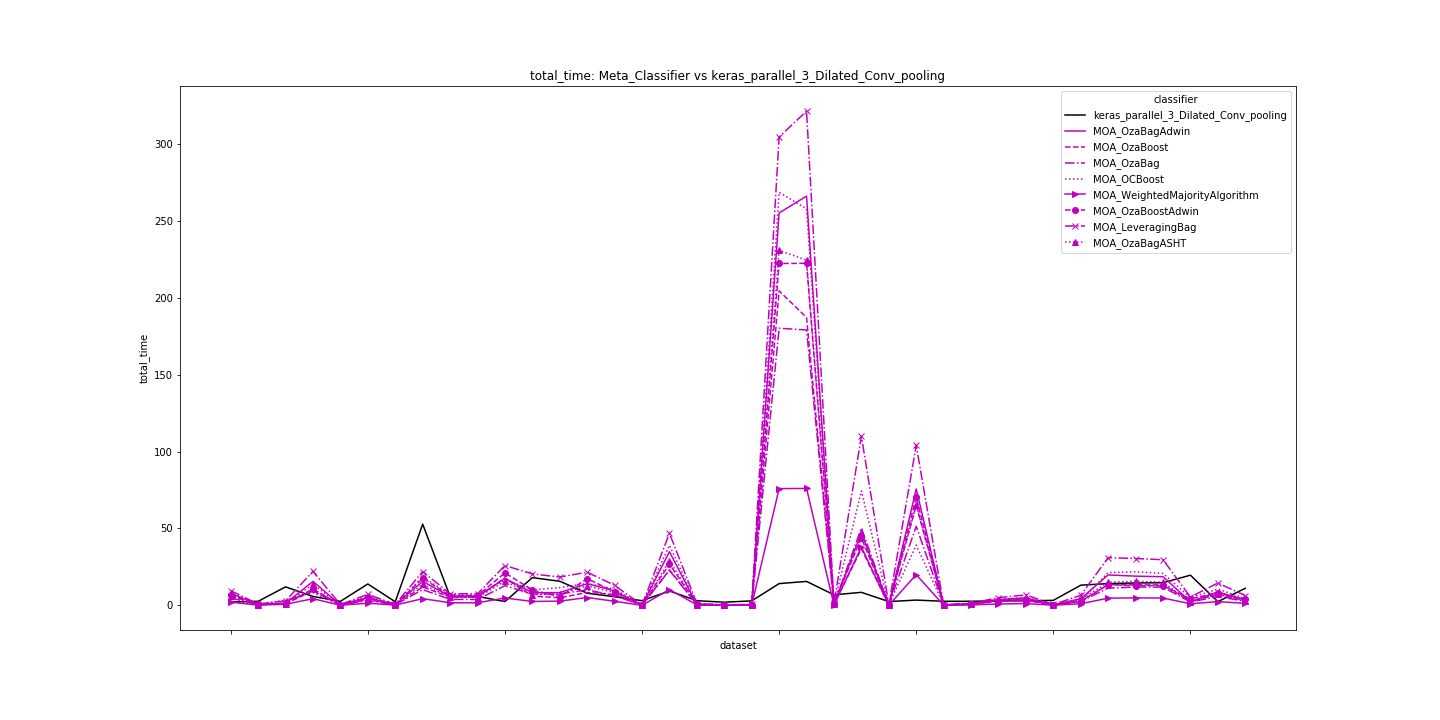 total_time: Meta_Classifier vs keras_parallel_3_Dilated_Conv_pooling
classifier
keras_parallel_3_Dilated_Conv_pooling
MOA_OzaBagAdwin
MOA_OzaBoost
MOA_OzaBag
MOA_OCBoost
MOA_WeightedMajorityAlgorithm
MOA_OzaBoostAdwin
MOA_LeveragingBag
MOA_OzaBagASHT
300
250
200
150
100
50
0
total_time
dataset